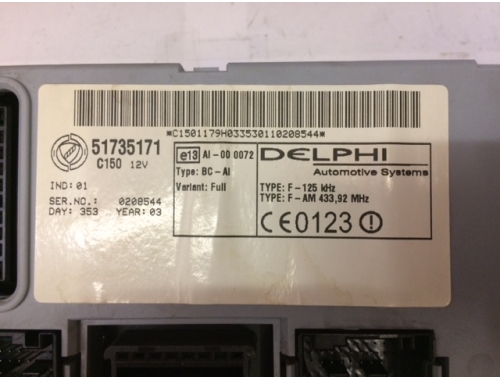 *C1501179H033530110208544*
51735171
C150 12V
IND: 01
SER.NO.: 0208544
DAY: 353 YEAR: 03
e13 AI-00 0072
Type: BC-AI
Variant: Full
DELPHI
Automotive Systems
TYPE: F-125 kHz
TYPE: F-AM 433,92 MHz
CE0123